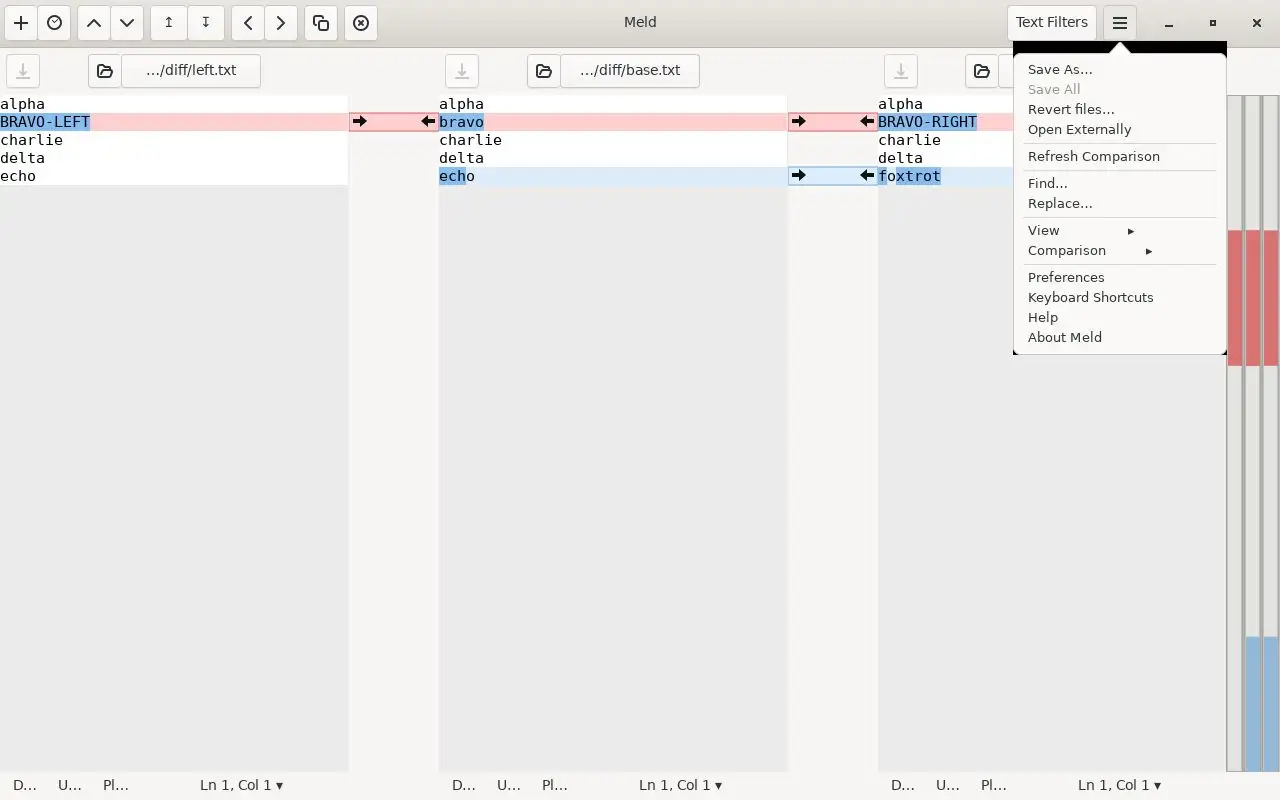 Meld
Text Filters
.../diff/left.txt
.../diff/base.txt
alpha
BRAVO-LEFT
charlie
delta
echo
alpha
bravo
charlie
delta
echo
alpha
BRAVO-RIGHT
charlie
delta
foxtrot
Save As...
Save All
Revert files...
Open Externally
Refresh Comparison
Find...
Replace...
View
Comparison
Preferences
Keyboard Shortcuts
Help
About Meld
D... U... Pl... Ln 1, Col 1
D... U... Pl... Ln 1, Col 1
D... U... Pl... Ln 1, Col 1